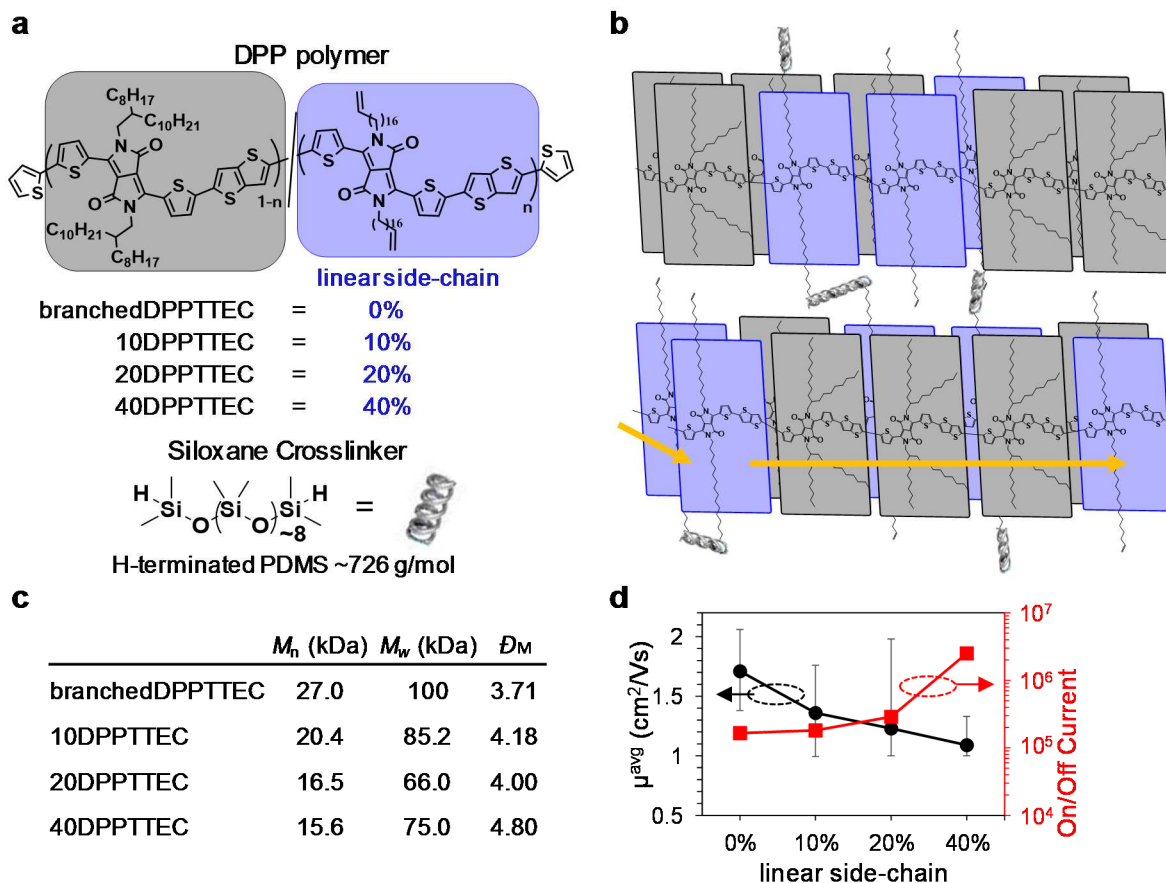 a
DPP polymer
C8H17
C10H21
N
O
S
S
S
S
O
N
C10H21
C8H17
1-n
16
N
O
S
S
S
S
S
O
N
16
n
linear side-chain
branchedDPPTTEC = 0%
10DPPTTEC = 10%
20DPPTTEC = 20%
40DPPTTEC = 40%
Siloxane Crosslinker
H Si O Si O ~8 Si H =
H-terminated PDMS ~726 g/mol
b
c
Mn (kDa) Mw (kDa) ĐM
branchedDPPTTEC 27.0 100 3.71
10DPPTTEC 20.4 85.2 4.18
20DPPTTEC 16.5 66.0 4.00
40DPPTTEC 15.6 75.0 4.80
d
µavg (cm2/Vs)
2
1.5
1
0.5
10^7
10^6
10^5
10^4
On/Off Current
0% 10% 20% 40%
linear side-chain